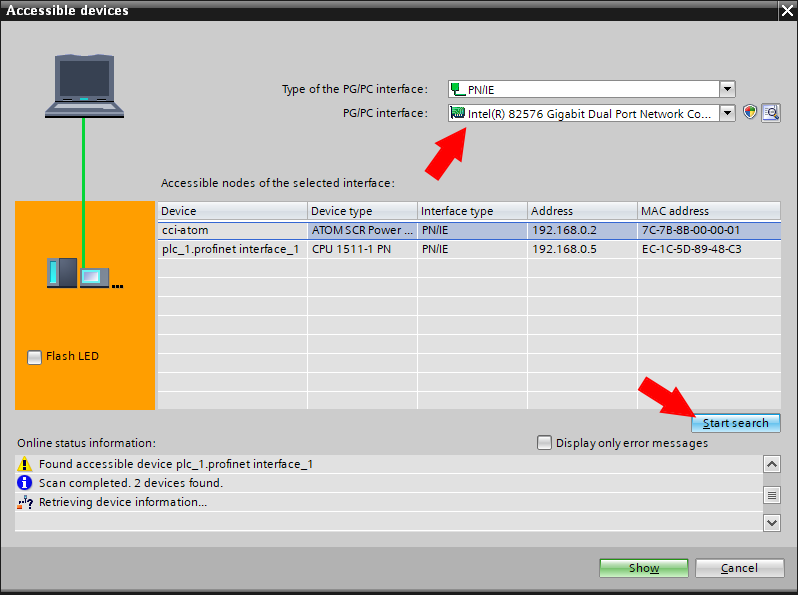 Accessible devices
Type of the PG/PC interface: PN/IE
PG/PC interface: Intel(R) 82576 Gigabit Dual Port Network Co...
Accessible nodes of the selected interface:
Device Device type Interface type Address MAC address
cci-atom ATOM SCR Power ... PN/IE 192.168.0.2 7C-7B-8B-00-00-01
plc_1.profinet interface_1 CPU 1511-1 PN PN/IE 192.168.0.5 EC-1C-5D-89-48-C3
Flash LED
Start search
Online status information: Display only error messages
Found accessible device plc_1.profinet interface_1
Scan completed. 2 devices found.
Retrieving device information...
Show Cancel